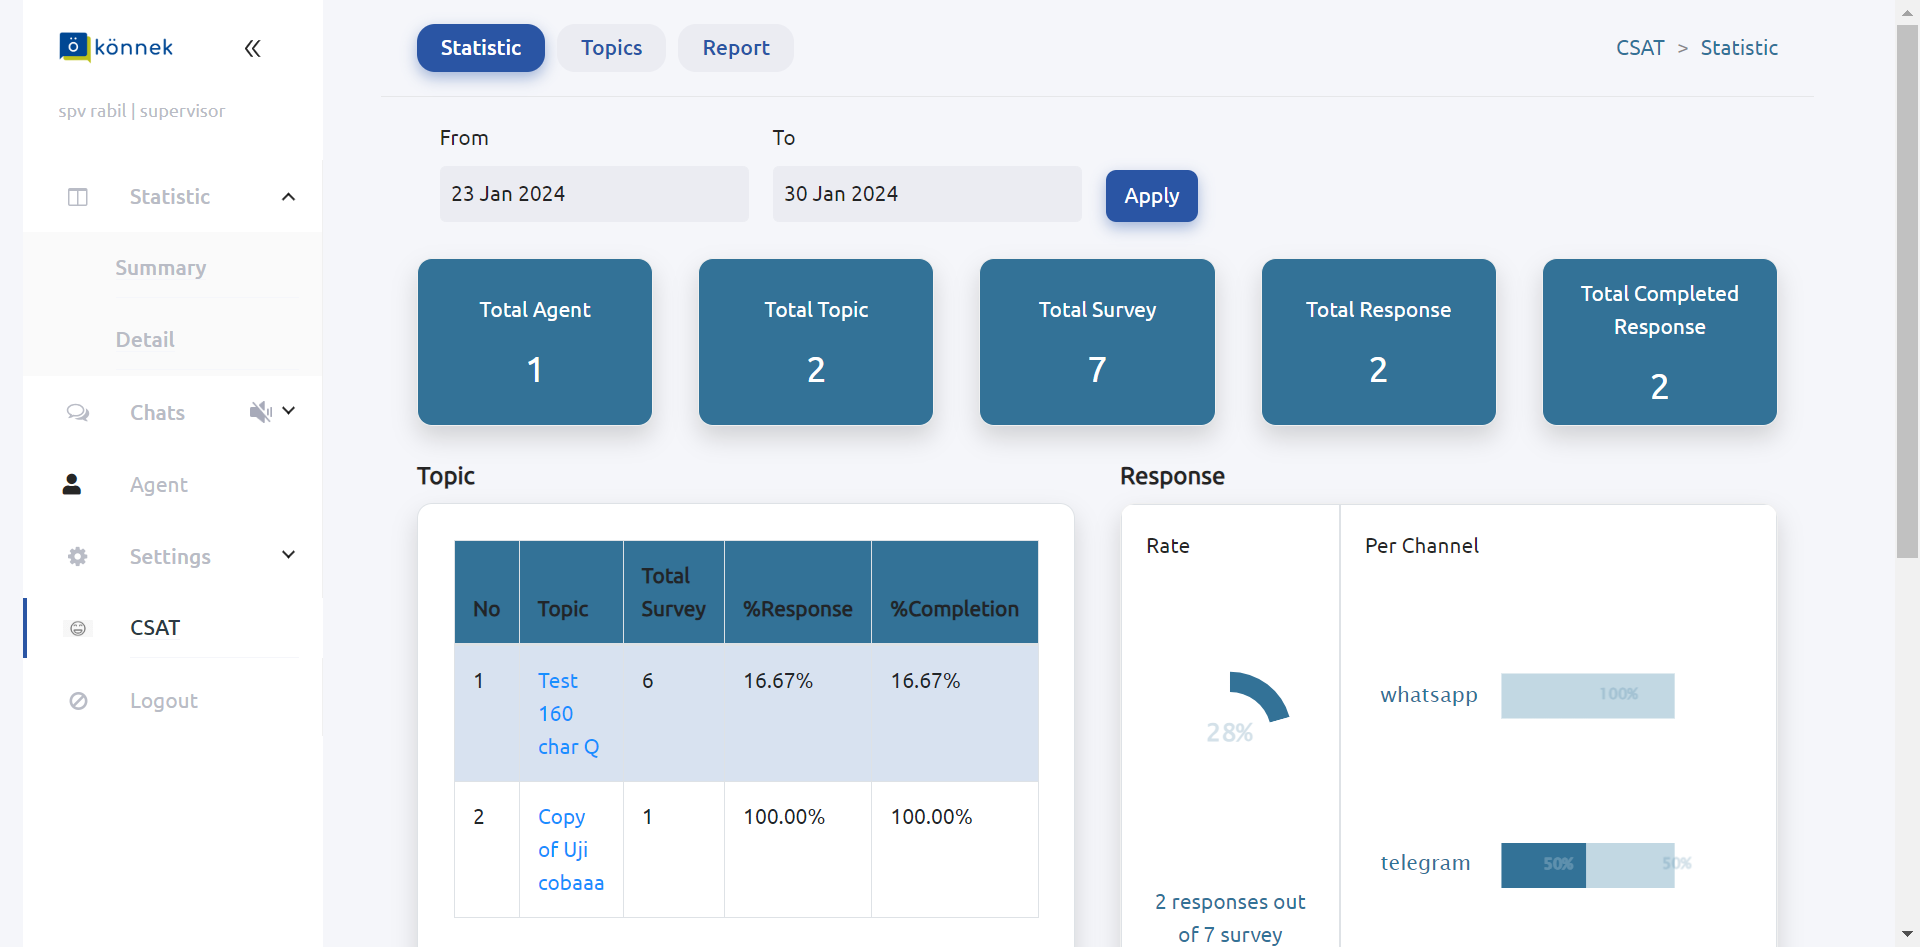 ö könnek
spv rabil | supervisor
Statistic
Summary
Detail
Chats
Agent
Settings
CSAT
Logout
Statistic Topics Report
CSAT > Statistic
From
To
23 Jan 2024
30 Jan 2024
Apply
Total Agent
1
Total Topic
2
Total Survey
7
Total Response
2
Total Completed
Response
2
Topic
No Topic Total Survey %Response %Completion
1 Test 160 char Q 6 16.67% 16.67%
2 Copy of Uji cobaaa 1 100.00% 100.00%
Response
Rate
28%
2 responses out
of 7 survey
Per Channel
whatsapp 100%
telegram 50% 50%